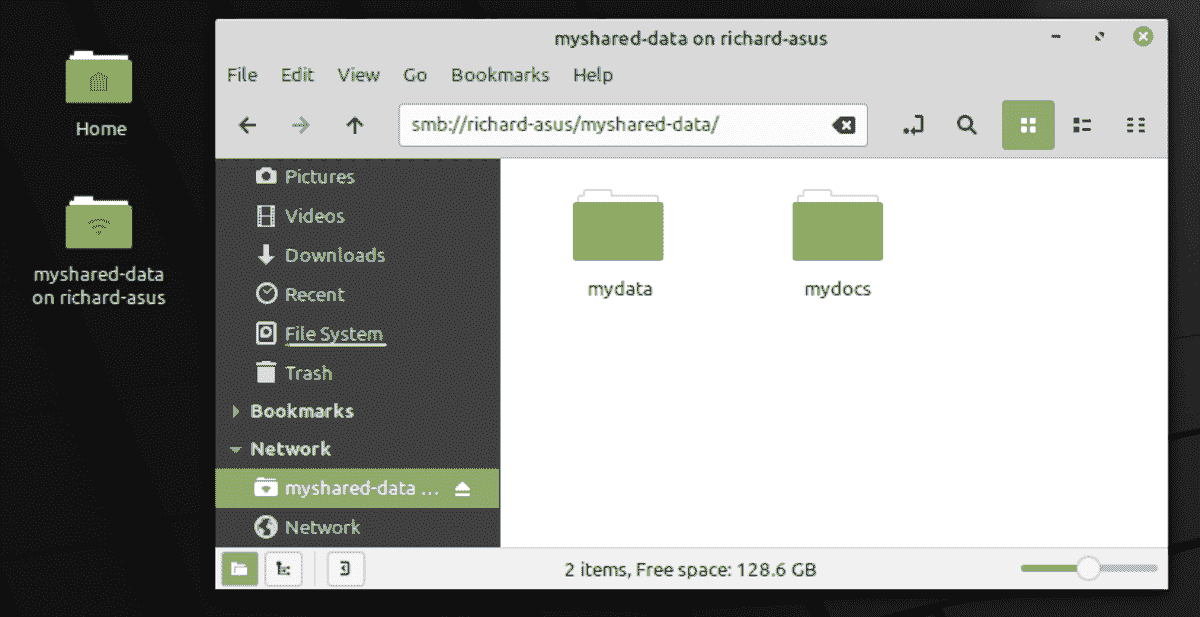 Home
myshared-data
on richard-asus
myshared-data on richard-asus
File Edit View Go Bookmarks Help
smb://richard-asus/myshared-data/
Pictures
Videos
Downloads
Recent
File System
Trash
Bookmarks
Network
myshared-data ...
Network
mydata
mydocs
2 items, Free space: 128.6 GB